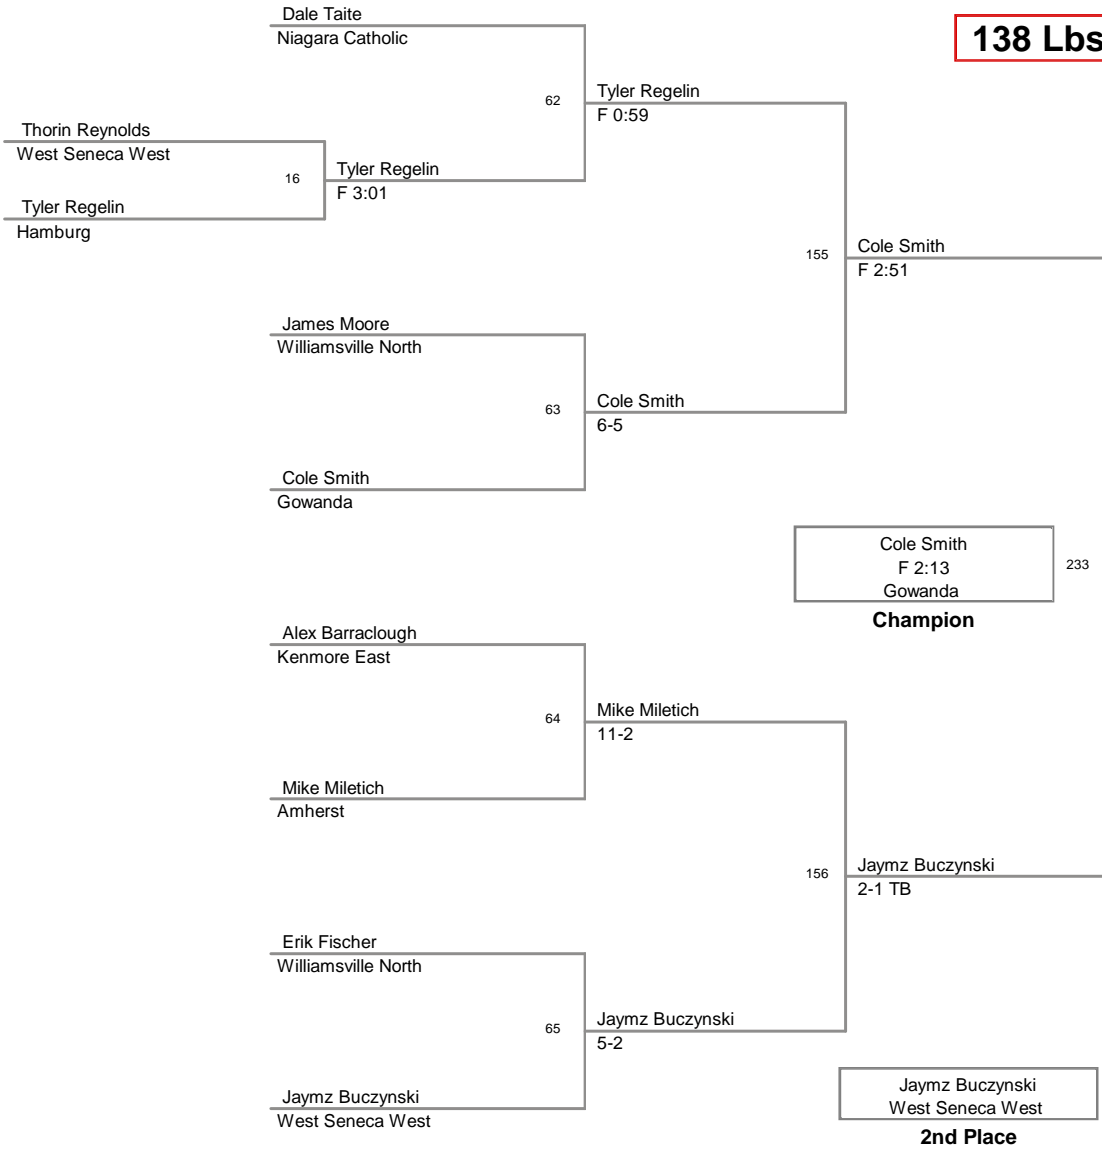 Dale Taite
Niagara Catholic
138 Lbs
62
Tyler Regelin
F 0:59
Thorin Reynolds
West Seneca West
16
Tyler Regelin
F 3:01
Tyler Regelin
Hamburg
155
Cole Smith
F 2:51
James Moore
Williamsville North
63
Cole Smith
6-5
Cole Smith
Gowanda
Cole Smith
F 2:13
Gowanda
233
Champion
Alex Barraclough
Kenmore East
64
Mike Miletich
11-2
Mike Miletich
Amherst
156
Jaymz Buczynski
2-1 TB
Erik Fischer
Williamsville North
65
Jaymz Buczynski
5-2
Jaymz Buczynski
West Seneca West
Jaymz Buczynski
West Seneca West
2nd Place